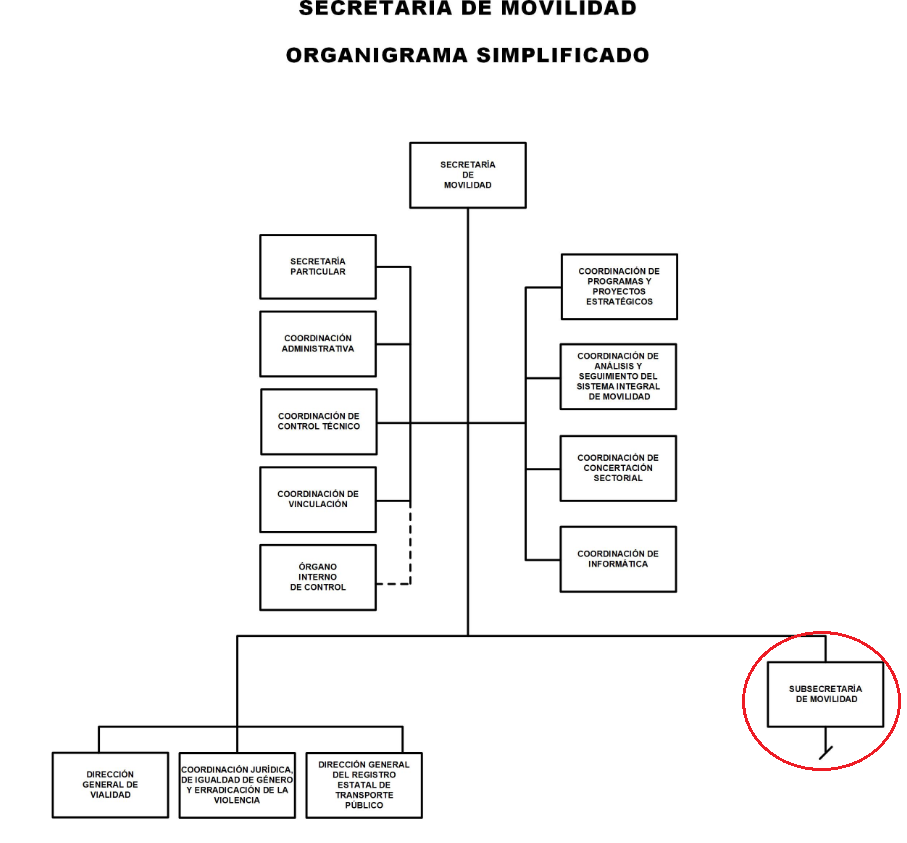 SECRETARÍA DE MOVILIDAD
ORGANIGRAMA SIMPLIFICADO
SECRETARÍA
DE
MOVILIDAD
SECRETARÍA
PARTICULAR
COORDINACIÓN
ADMINISTRATIVA
COORDINACIÓN DE
CONTROL TÉCNICO
COORDINACIÓN DE
VINCULACIÓN
ÓRGANO
INTERNO
DE CONTROL
COORDINACIÓN DE
PROGRAMAS Y
PROYECTOS
ESTRATÉGICOS
COORDINACIÓN DE
ANÁLISIS Y
SEGUIMIENTO DEL
SISTEMA INTEGRAL
DE MOVILIDAD
COORDINACIÓN DE
CONCERTACIÓN
SECTORIAL
COORDINACIÓN DE
INFORMÁTICA
SUBSECRETARÍA
DE MOVILIDAD
DIRECCIÓN
GENERAL DE
VIALIDAD
COORDINACIÓN JURÍDICA,
DE IGUALDAD DE GÉNERO
Y ERRADICACIÓN DE LA
VIOLENCIA
DIRECCIÓN GENERAL
DEL REGISTRO
ESTATAL DE
TRANSPORTE
PÚBLICO